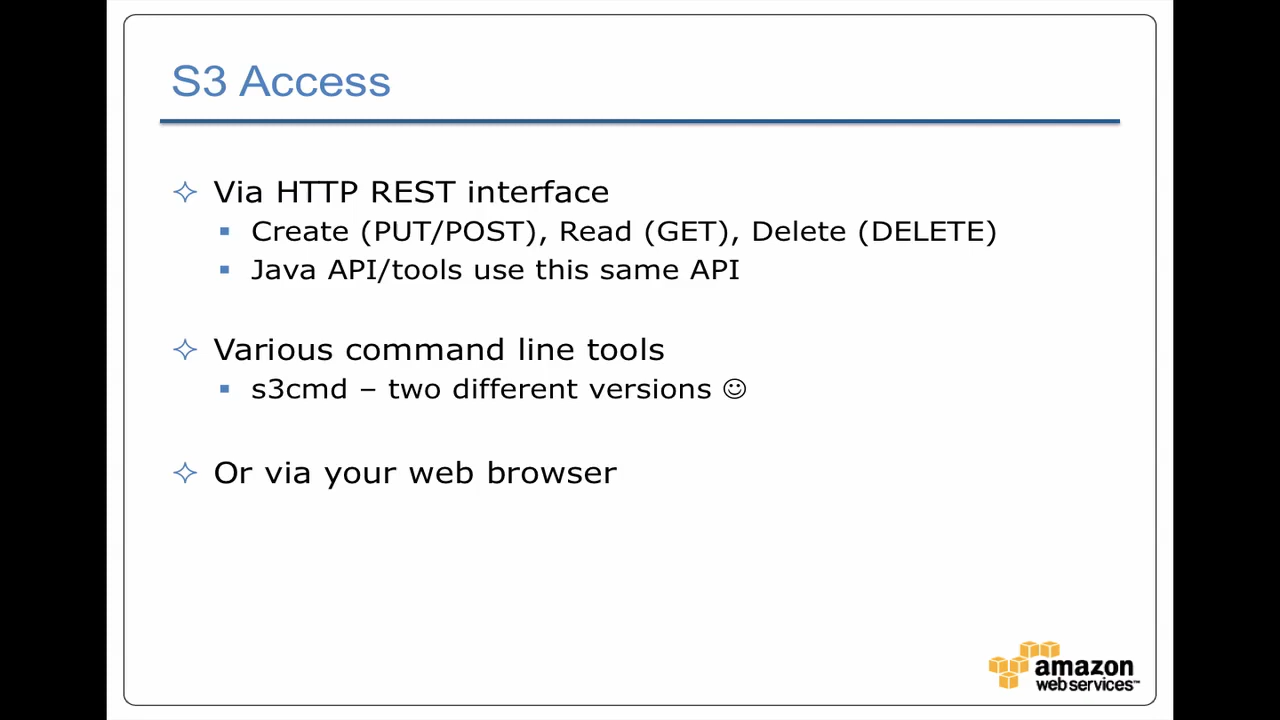 S3 Access
Via HTTP REST interface
Create (PUT/POST), Read (GET), Delete (DELETE)
Java API/tools use this same API
Various command line tools
s3cmd – two different versions ☺
Or via your web browser
amazon
webservices™